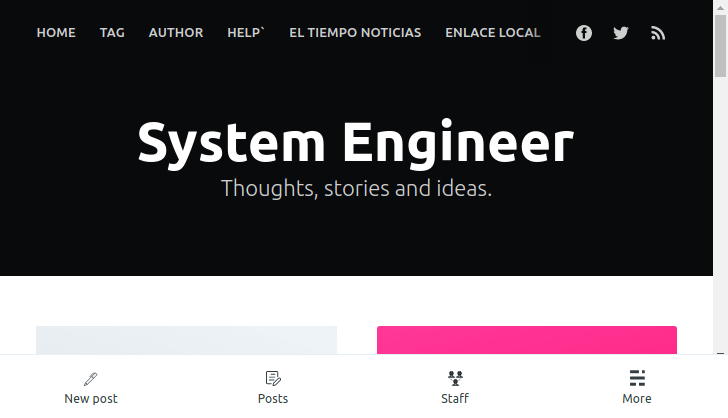 HOME TAG AUTHOR HELP` EL TIEMPO NOTICIAS ENLACE LOCAL
System Engineer
Thoughts, stories and ideas.
New post Posts Staff More